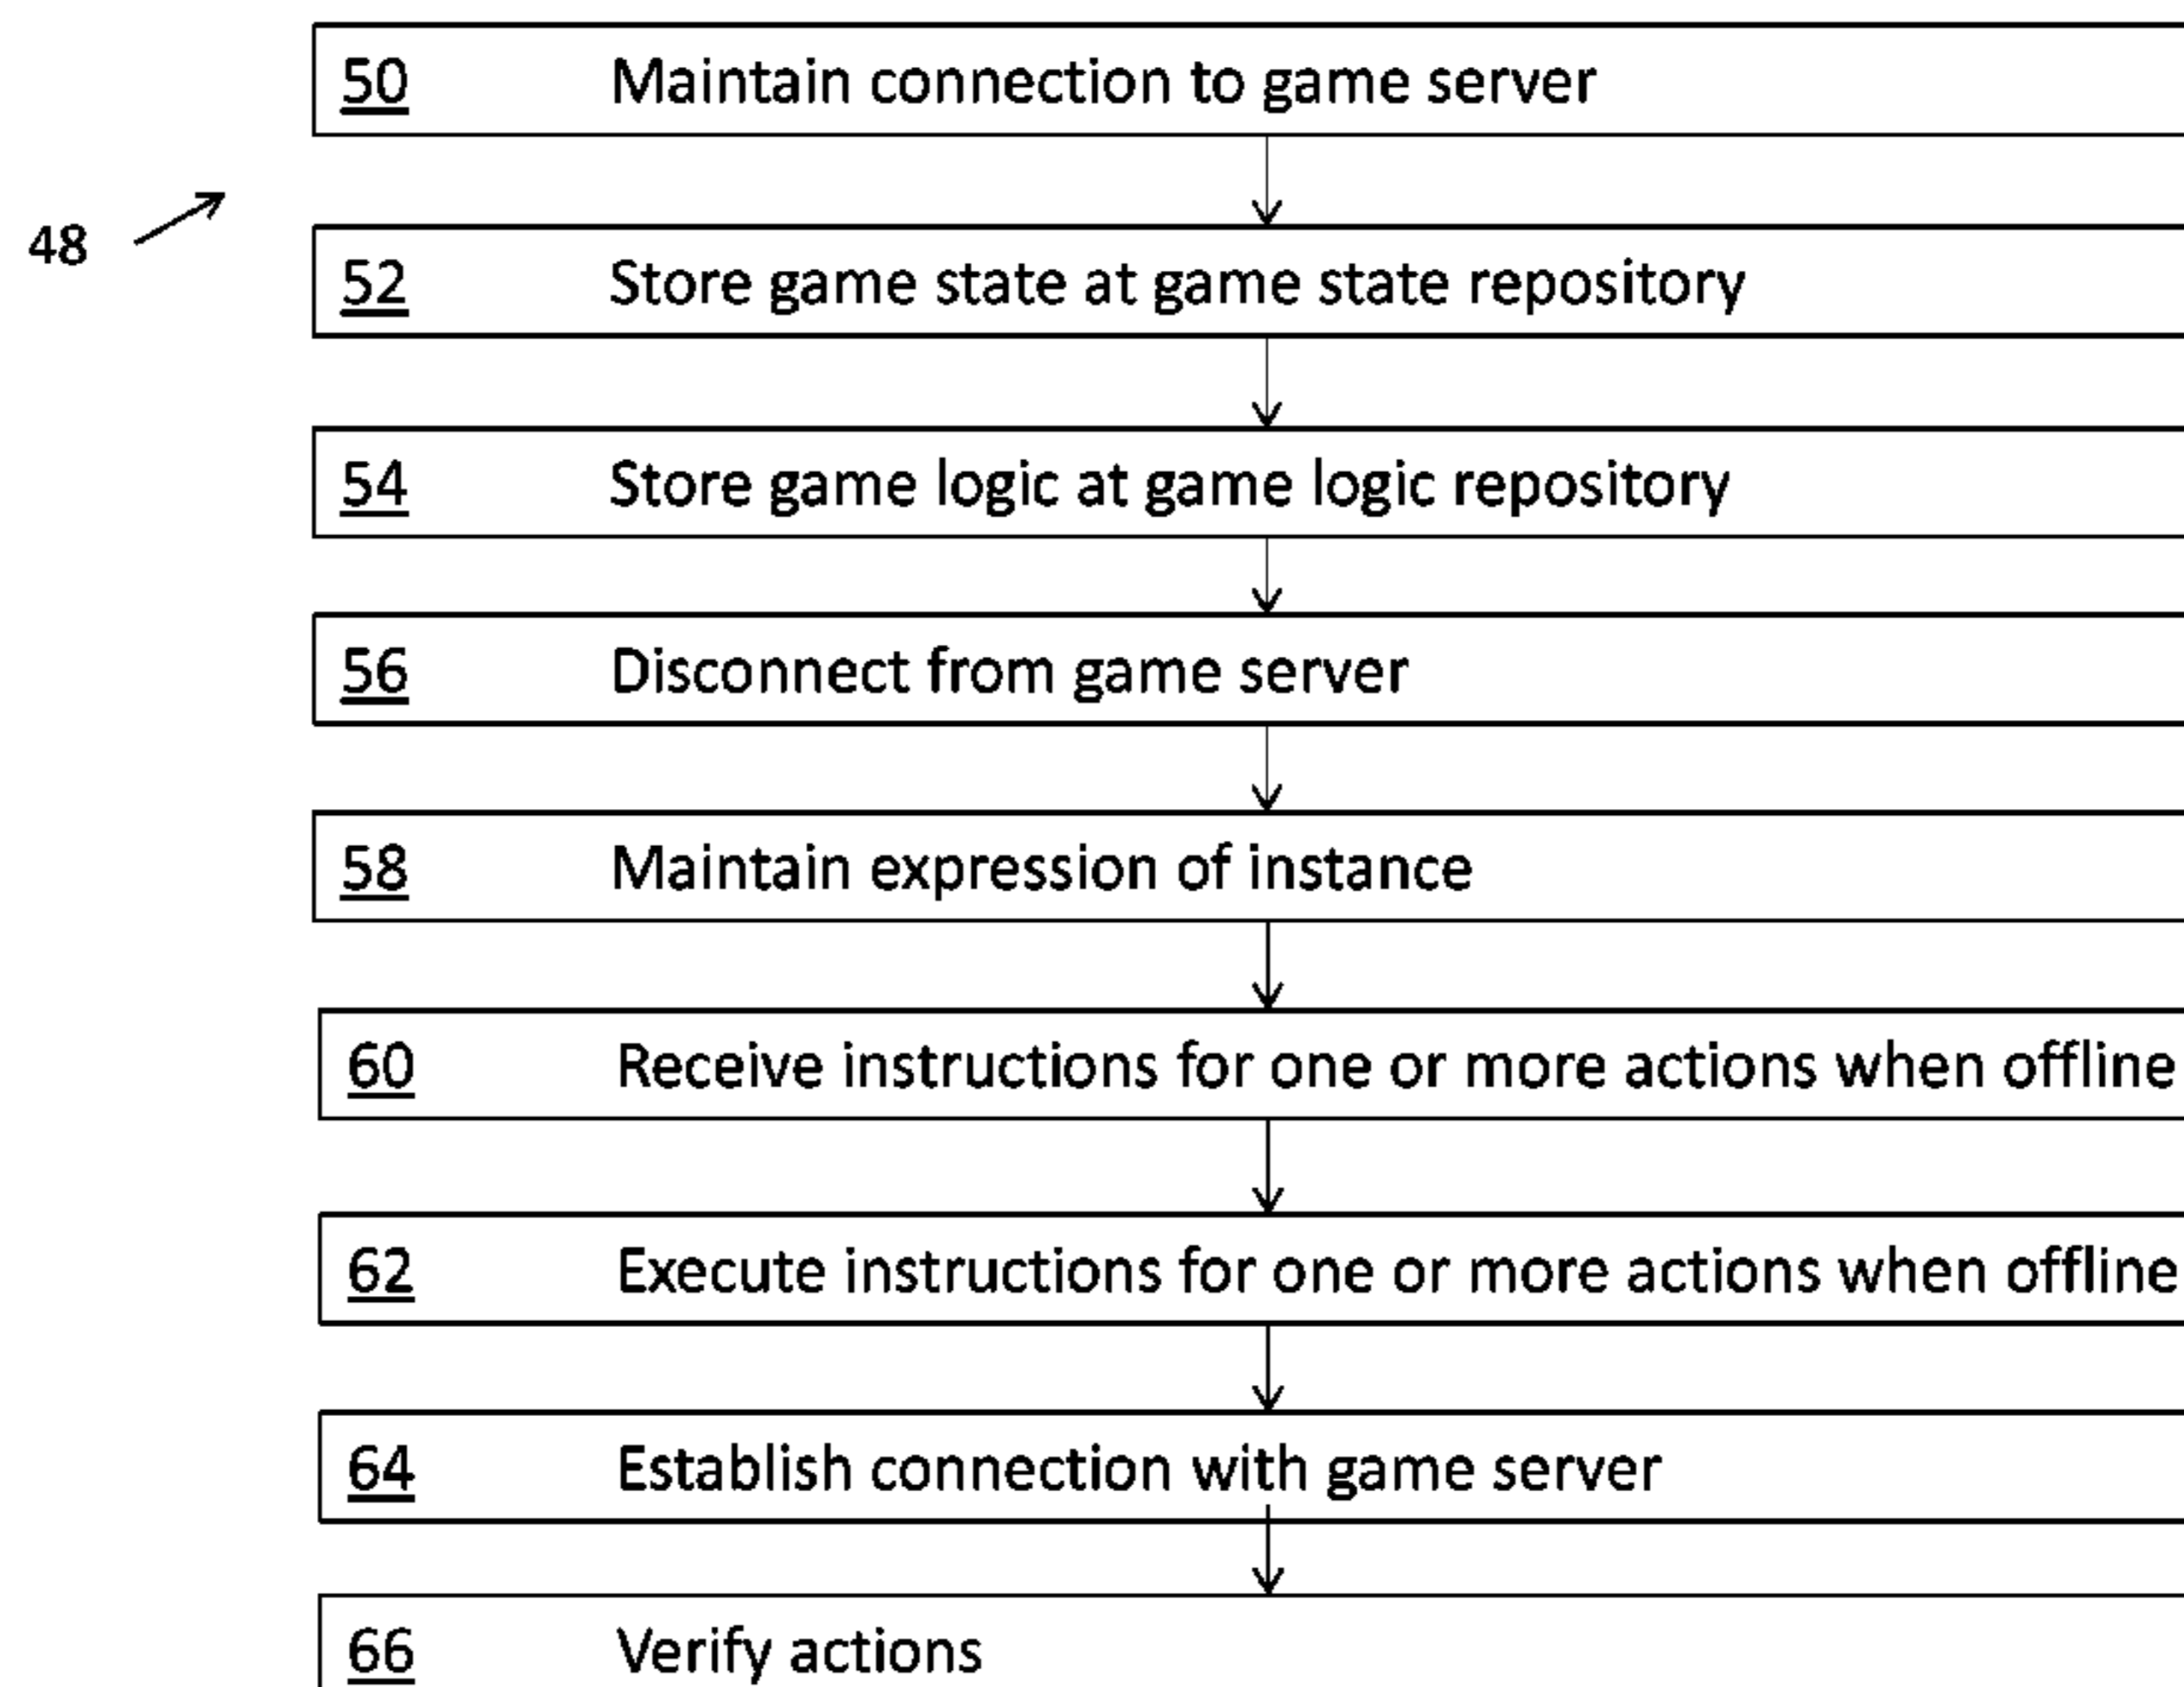 50 Maintain connection to game server
48
52 Store game state at game state repository
54 Store game logic at game logic repository
56 Disconnect from game server
58 Maintain expression of instance
60 Receive instructions for one or more actions when offline
62 Execute instructions for one or more actions when offline
64 Establish connection with game server
66 Verify actions